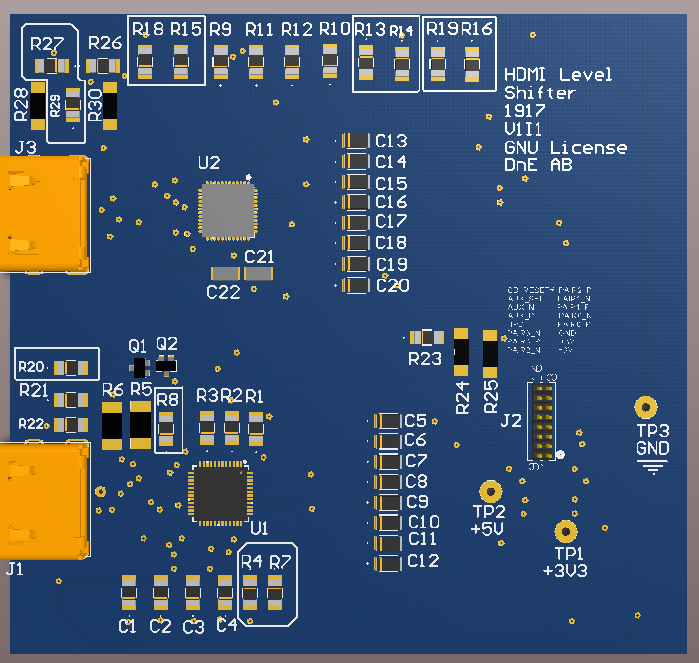 R18 R15 R9 R11 R12 R10 R13 R14 R19 R16
R27 R26
HDMI Level
Shifter
1917
V1I1
GNU License
DnE AB
R28 R29 R30
J3
U2
C13
C14
C15
C16
C17
C18
C19
C20
C21
C22
GND
Q1 Q2
R23
R20
R21
R22
R6 R5
R8
R3 R2 R1
R24 R25
J2
C5
C6
C7
C8
C9
C10
C11
C12
TP3
GND
TP2
+5V
TP1
+3V3
U1
J1
R4 R7
C1 C2 C3 C4